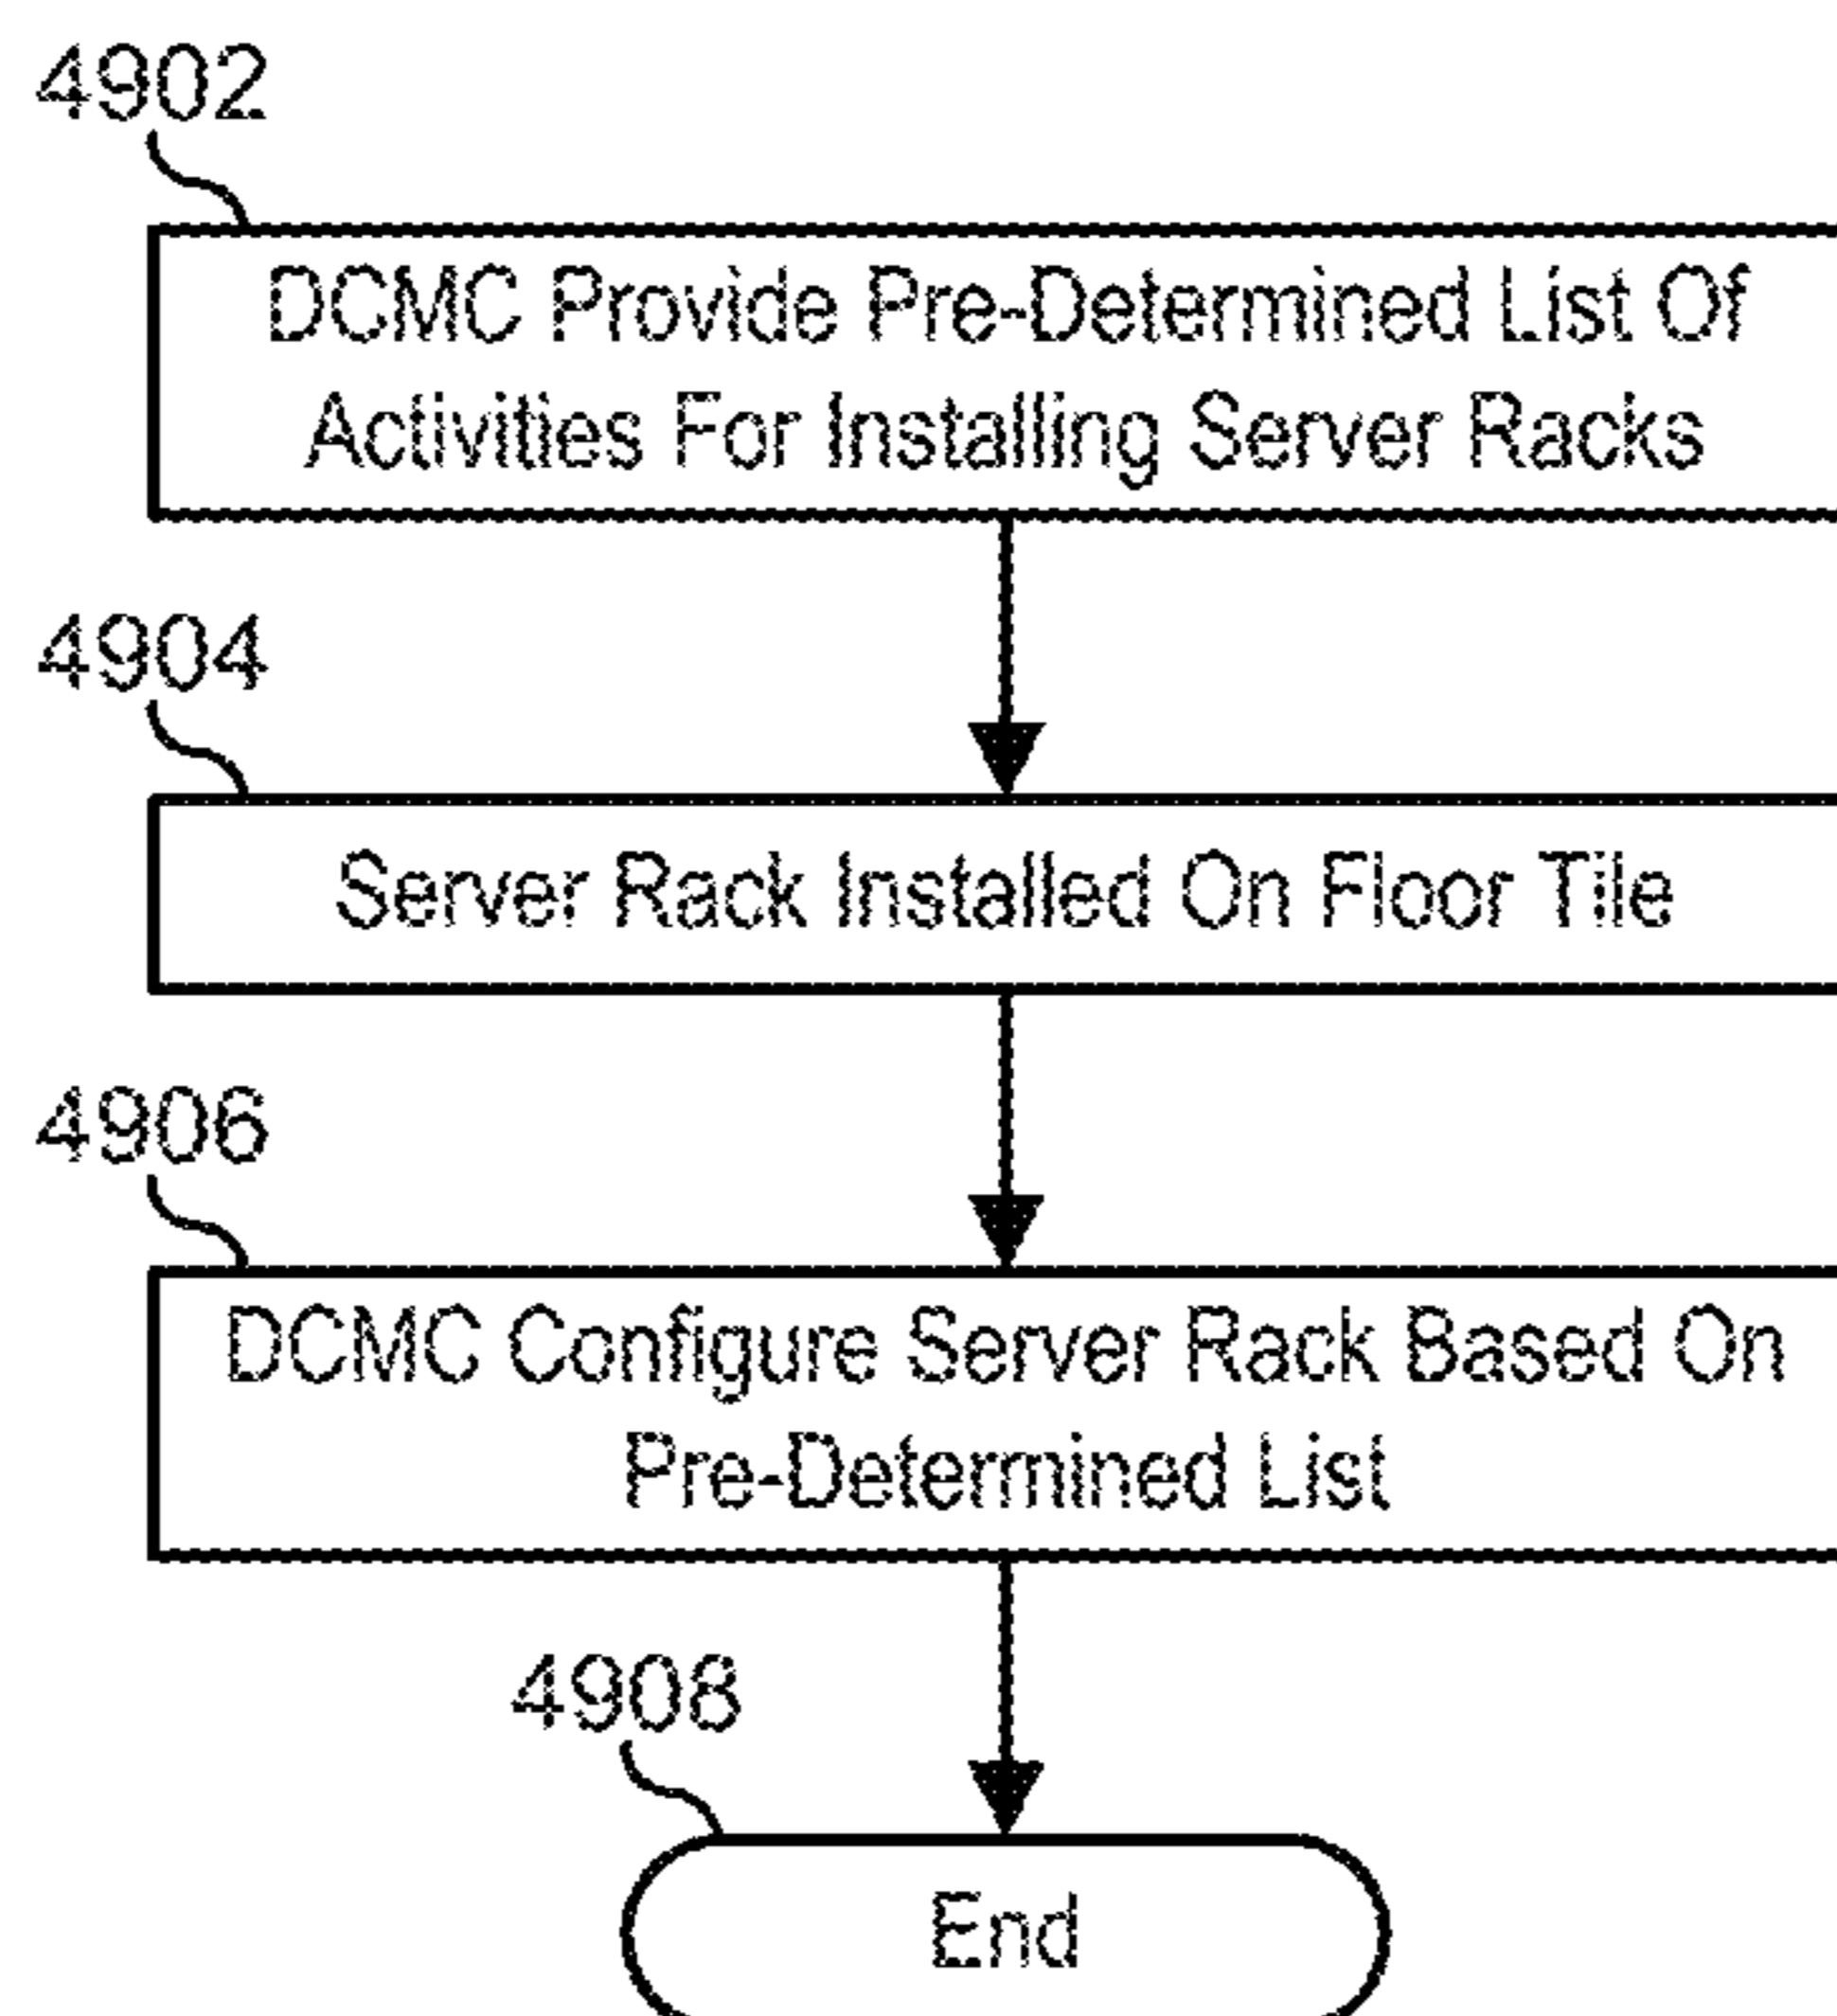 4902
DCMC Provide Pre-Determined List Of
Activities For Installing Server Racks
4904
Server Rack Installed On Floor Tile
4906
DCMC Configure Server Rack Based On
Pre-Determined List
4908
End